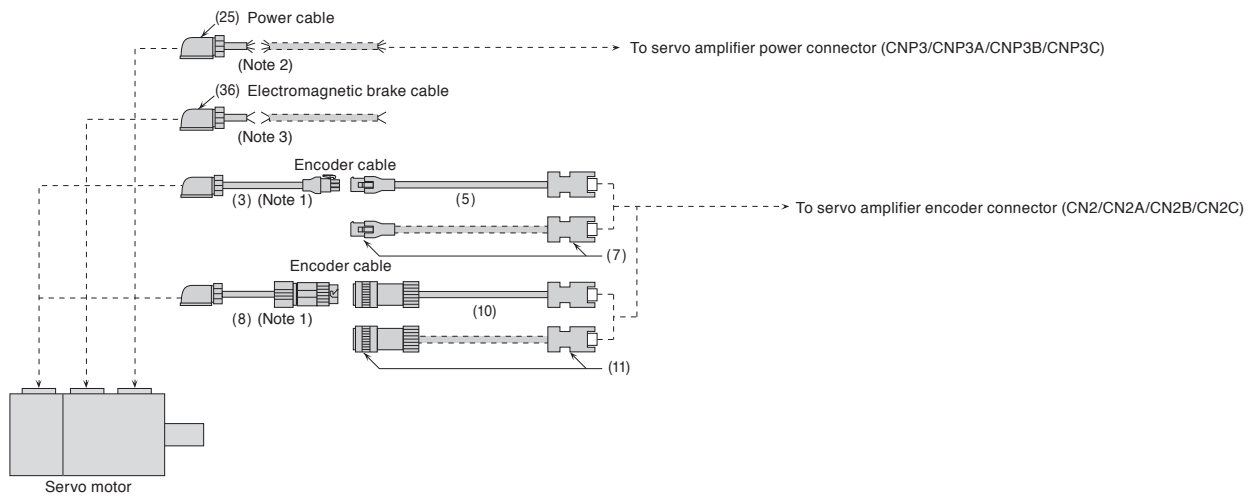 (25) Power cable
To servo amplifier power connector (CNP3/CNP3A/CNP3B/CNP3C)
(Note 2)
(36) Electromagnetic brake cable
(Note 3)
Encoder cable
(3) (Note 1)
(5)
To servo amplifier encoder connector (CN2/CN2A/CN2B/CN2C)
(7)
Encoder cable
(8) (Note 1)
(10)
(11)
Servo motor